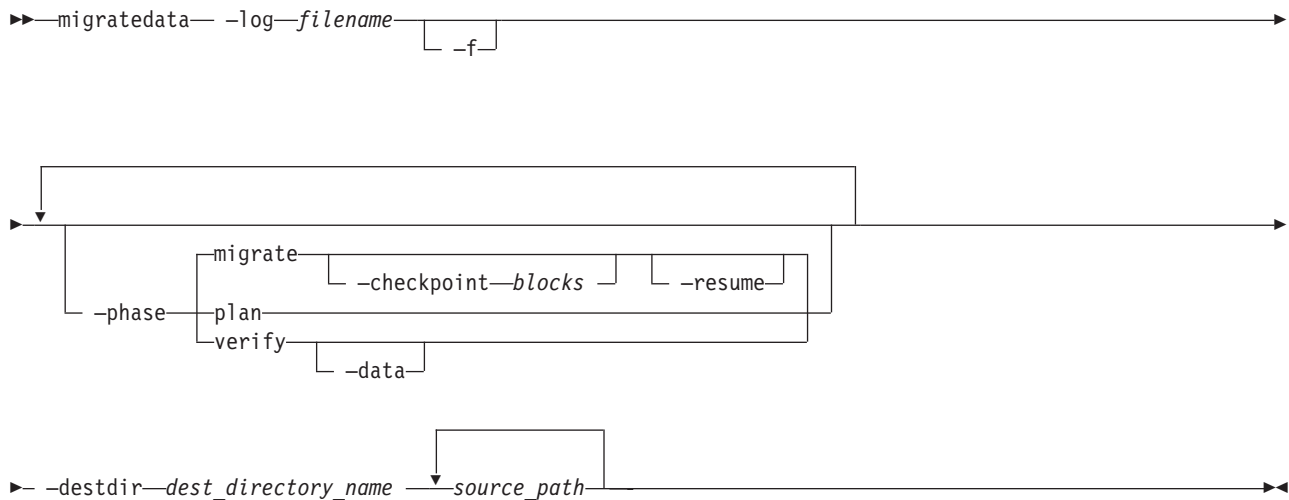 migratedata –log filename
–f
migrate
–checkpoint blocks
–resume
–phase plan
verify
–data
–destdir dest_directory_name source_path